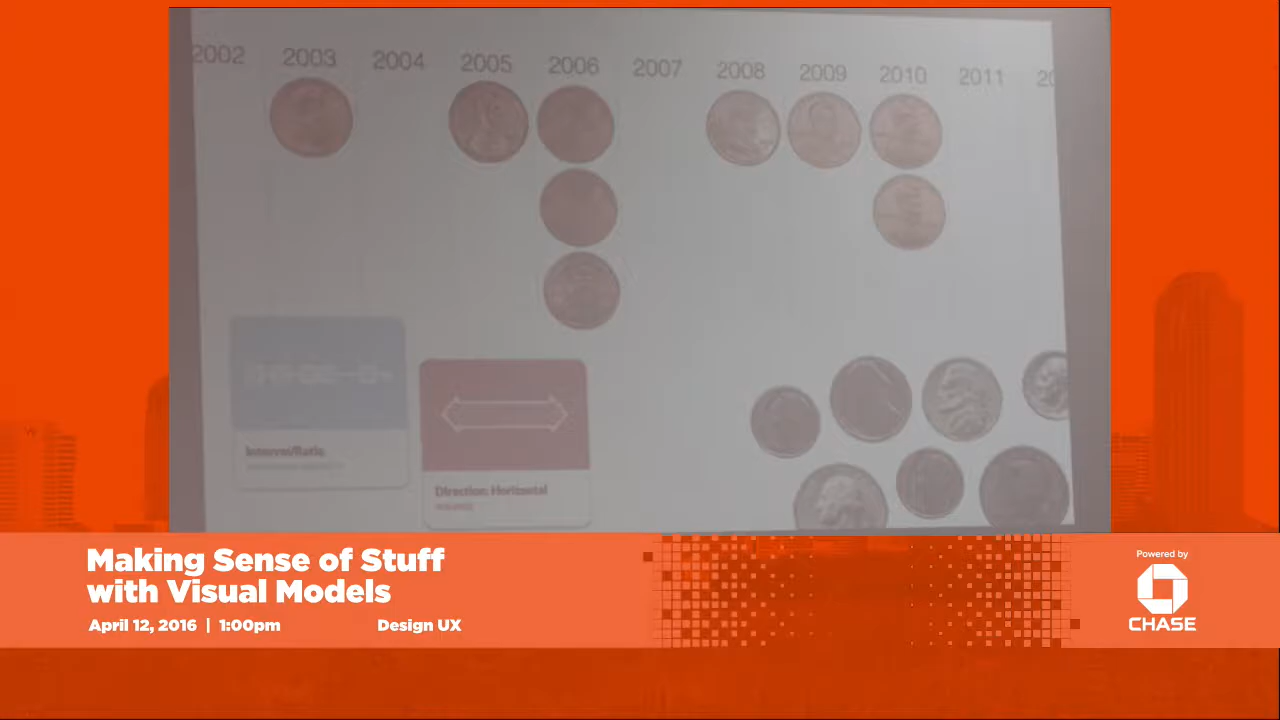 2002 2003 2004 2005 2006 2007 2008 2009 2010 2011
Interval/Ratio
Direction: Horizontal
Making Sense of Stuff
with Visual Models
April 12, 2016 | 1:00pm Design UX
Powered by
CHASE